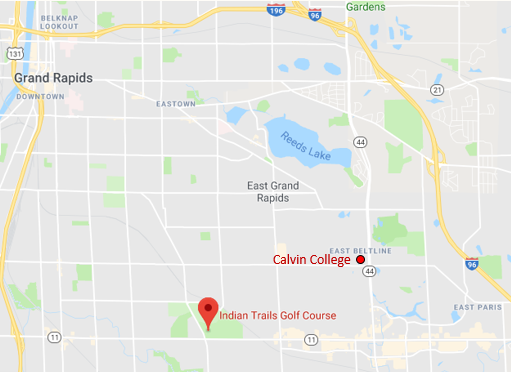 Gardens
196
96
BELKNAP
LOOKOUT
131
Grand Rapids
DOWNTOWN
21
EASTOWN
44
Reeds Lake
East Grand
Rapids
EAST BELTLINE
Calvin College
44
96
EAST PARIS
Indian Trails Golf Course
11
11